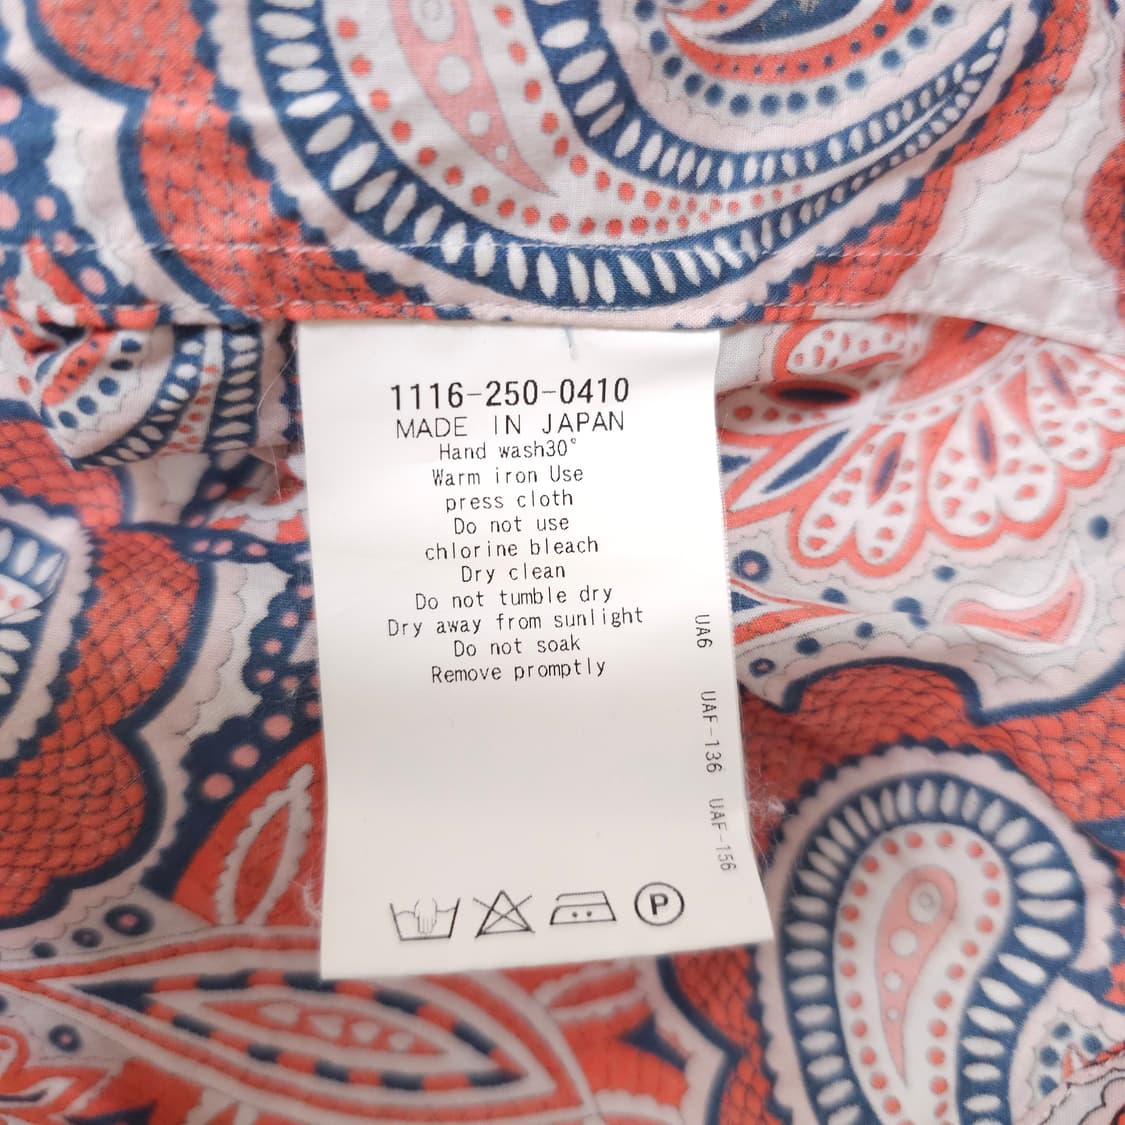 1116-250-0410
MADE IN JAPAN
Hand wash30°
Warm iron Use
press cloth
Do not use
chlorine bleach
Dry clean
Do not tumble dry
Dry away from sunlight
Do not soak
Remove promptly
UA6
UAF-136
UAF-156
P